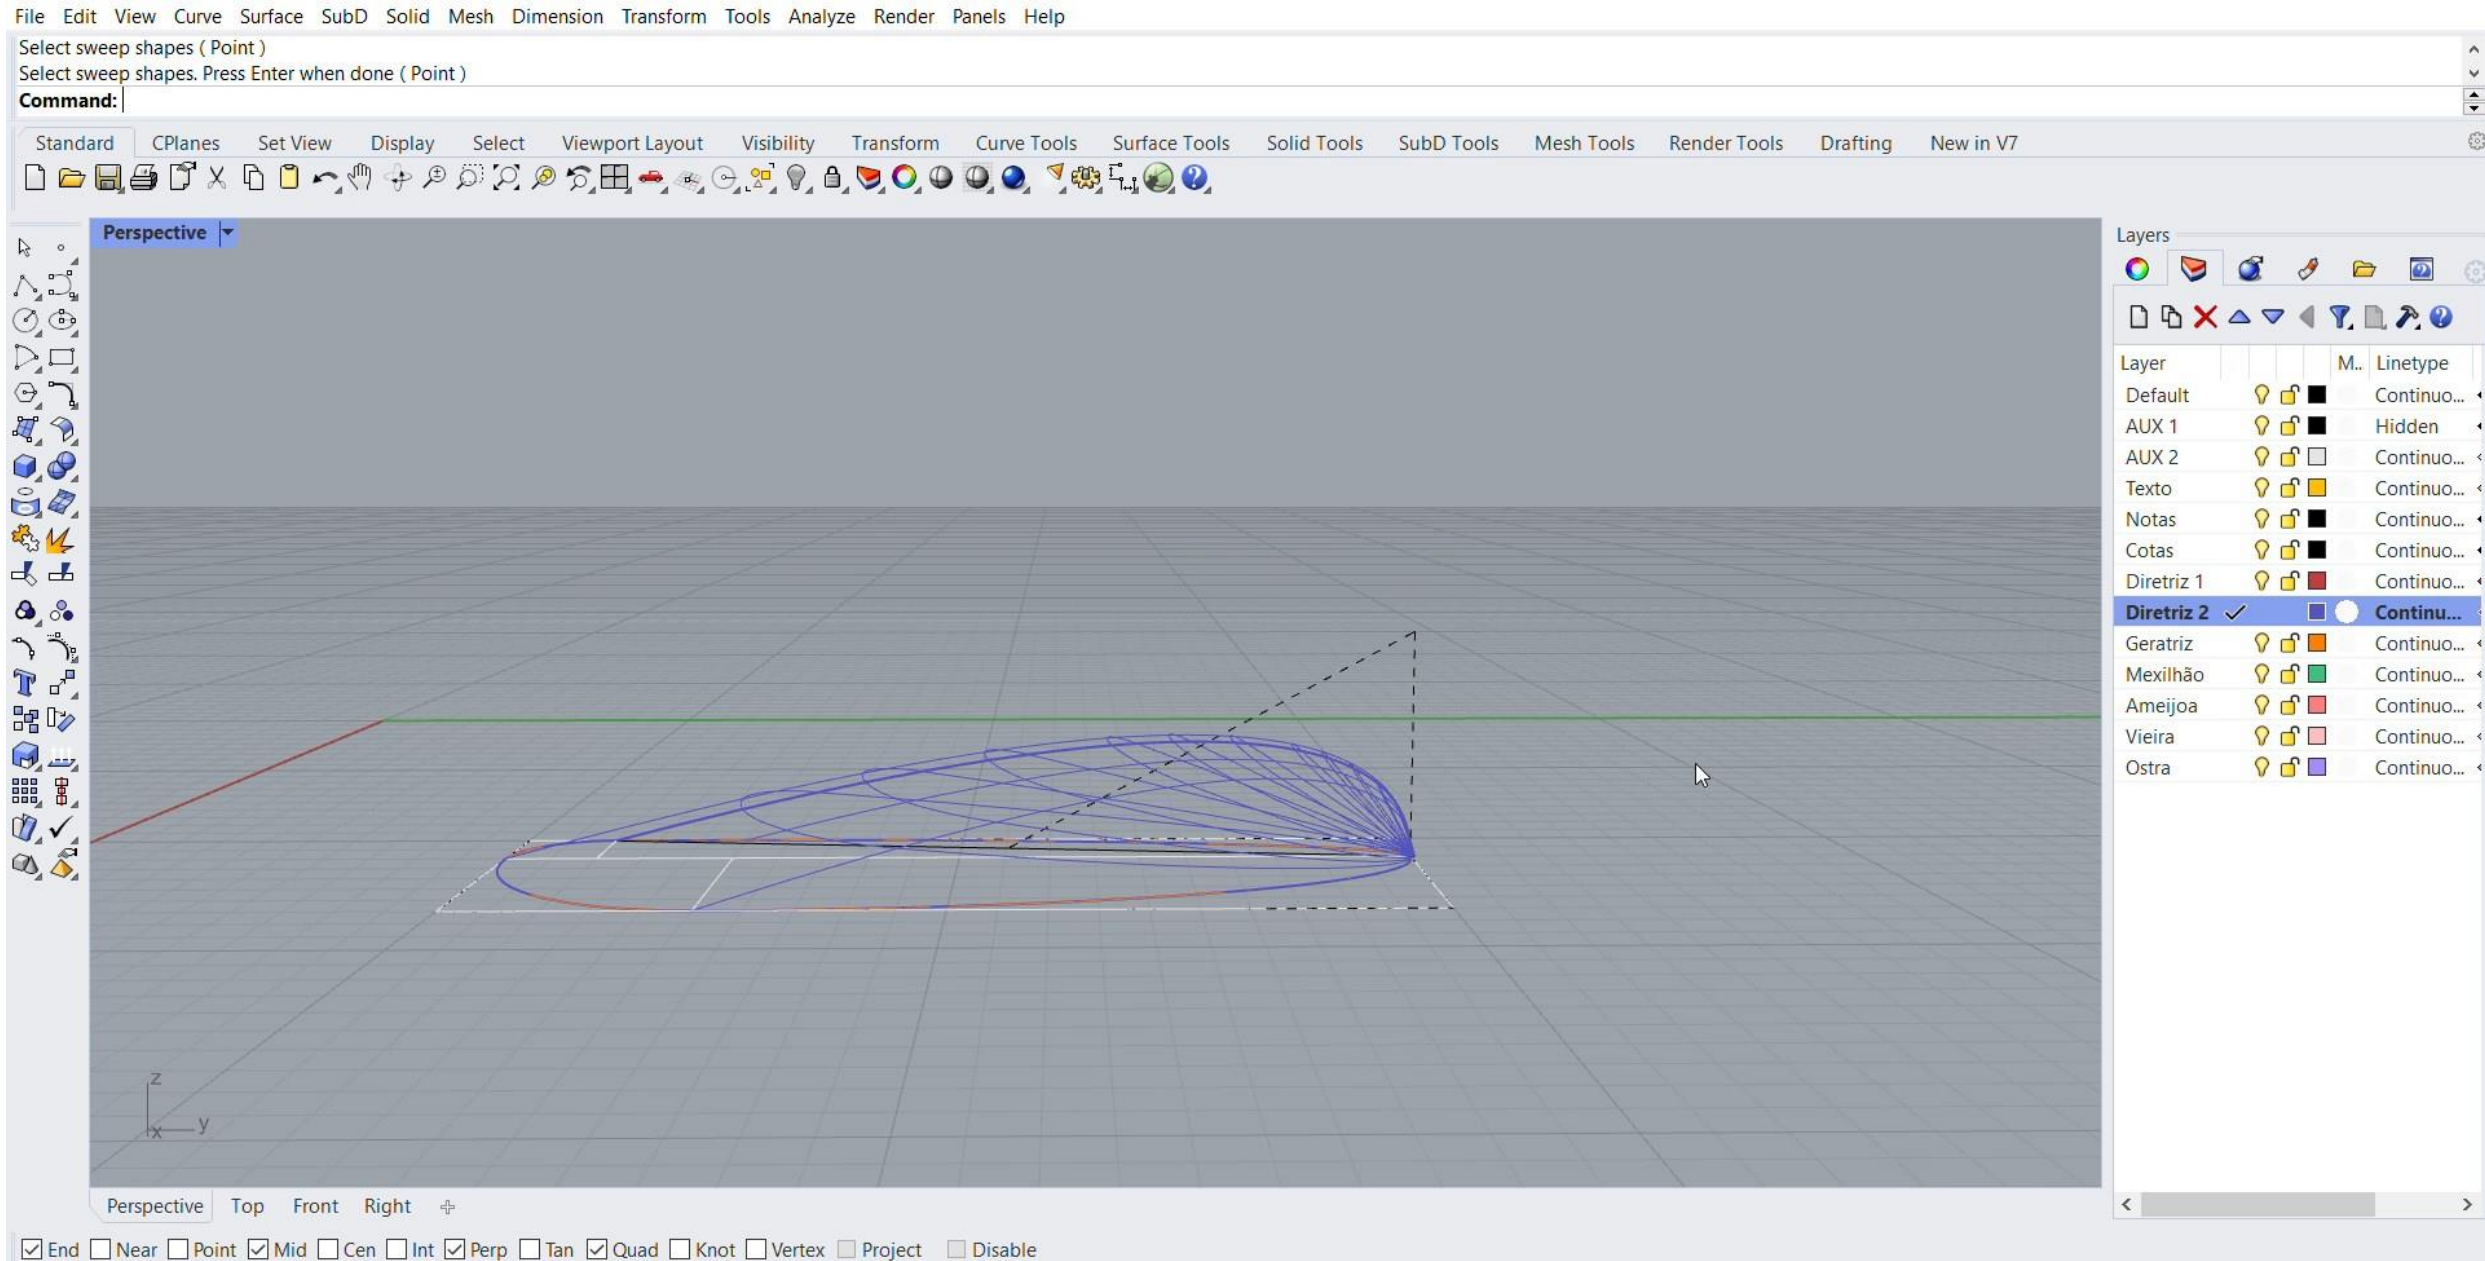 File Edit View Curve Surface SubD Solid Mesh Dimension Transform Tools Analyze Render Panels Help
Select sweep shapes ( Point )
Select sweep shapes. Press Enter when done ( Point )
Command:
Standard CPlanes Set View Display Select Viewport Layout Visibility Transform Curve Tools Surface Tools Solid Tools SubD Tools Mesh Tools Render Tools Drafting New in V7
Perspective
Layers
Layer M.. Linetype
Default Continuo...
AUX 1 Hidden
AUX 2 Continuo...
Texto Continuo...
Notas Continuo...
Cotas Continuo...
Diretriz 1 Continuo...
Diretriz 2 Continu...
Geratriz Continuo...
Mexilhão Continuo...
Ameijoa Continuo...
Vieira Continuo...
Ostra Continuo...
z
x y
Perspective Top Front Right
End Near Point Mid Cen Int Perp Tan Quad Knot Vertex Project Disable